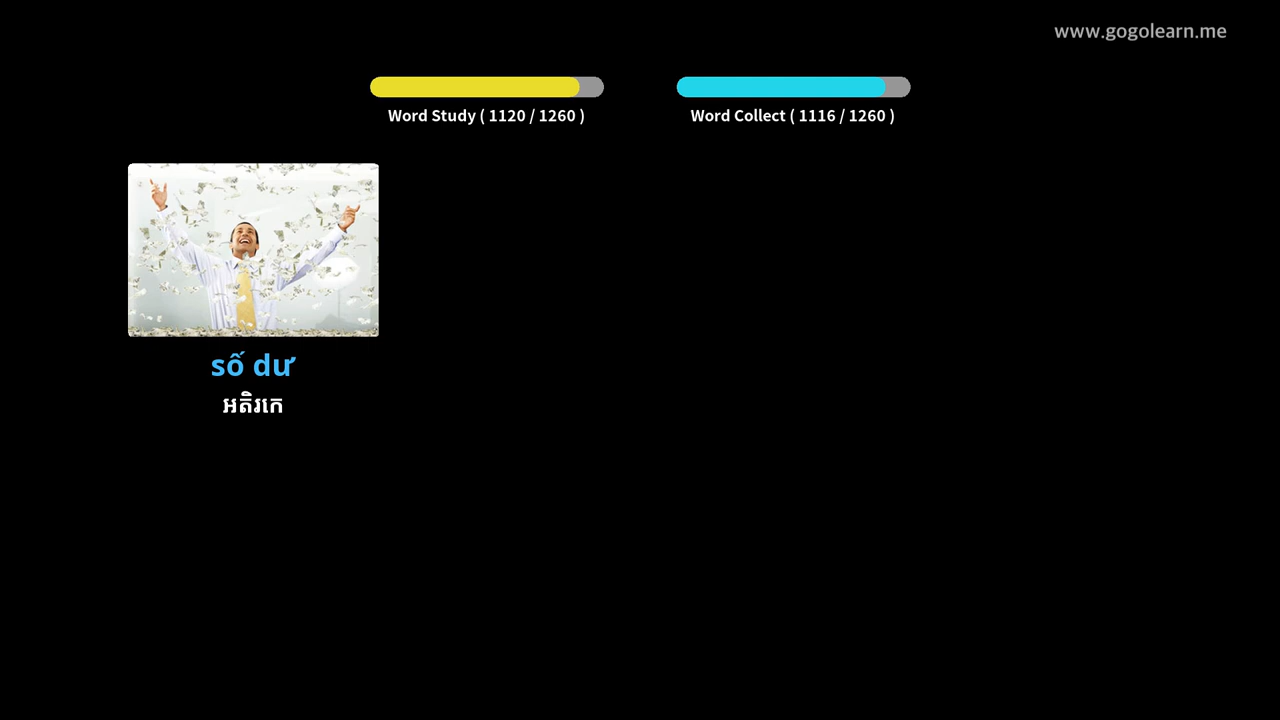 www.gogolearn.me
Word Study ( 1120 / 1260 )
Word Collect ( 1116 / 1260 )
số dư
អតិរកេ